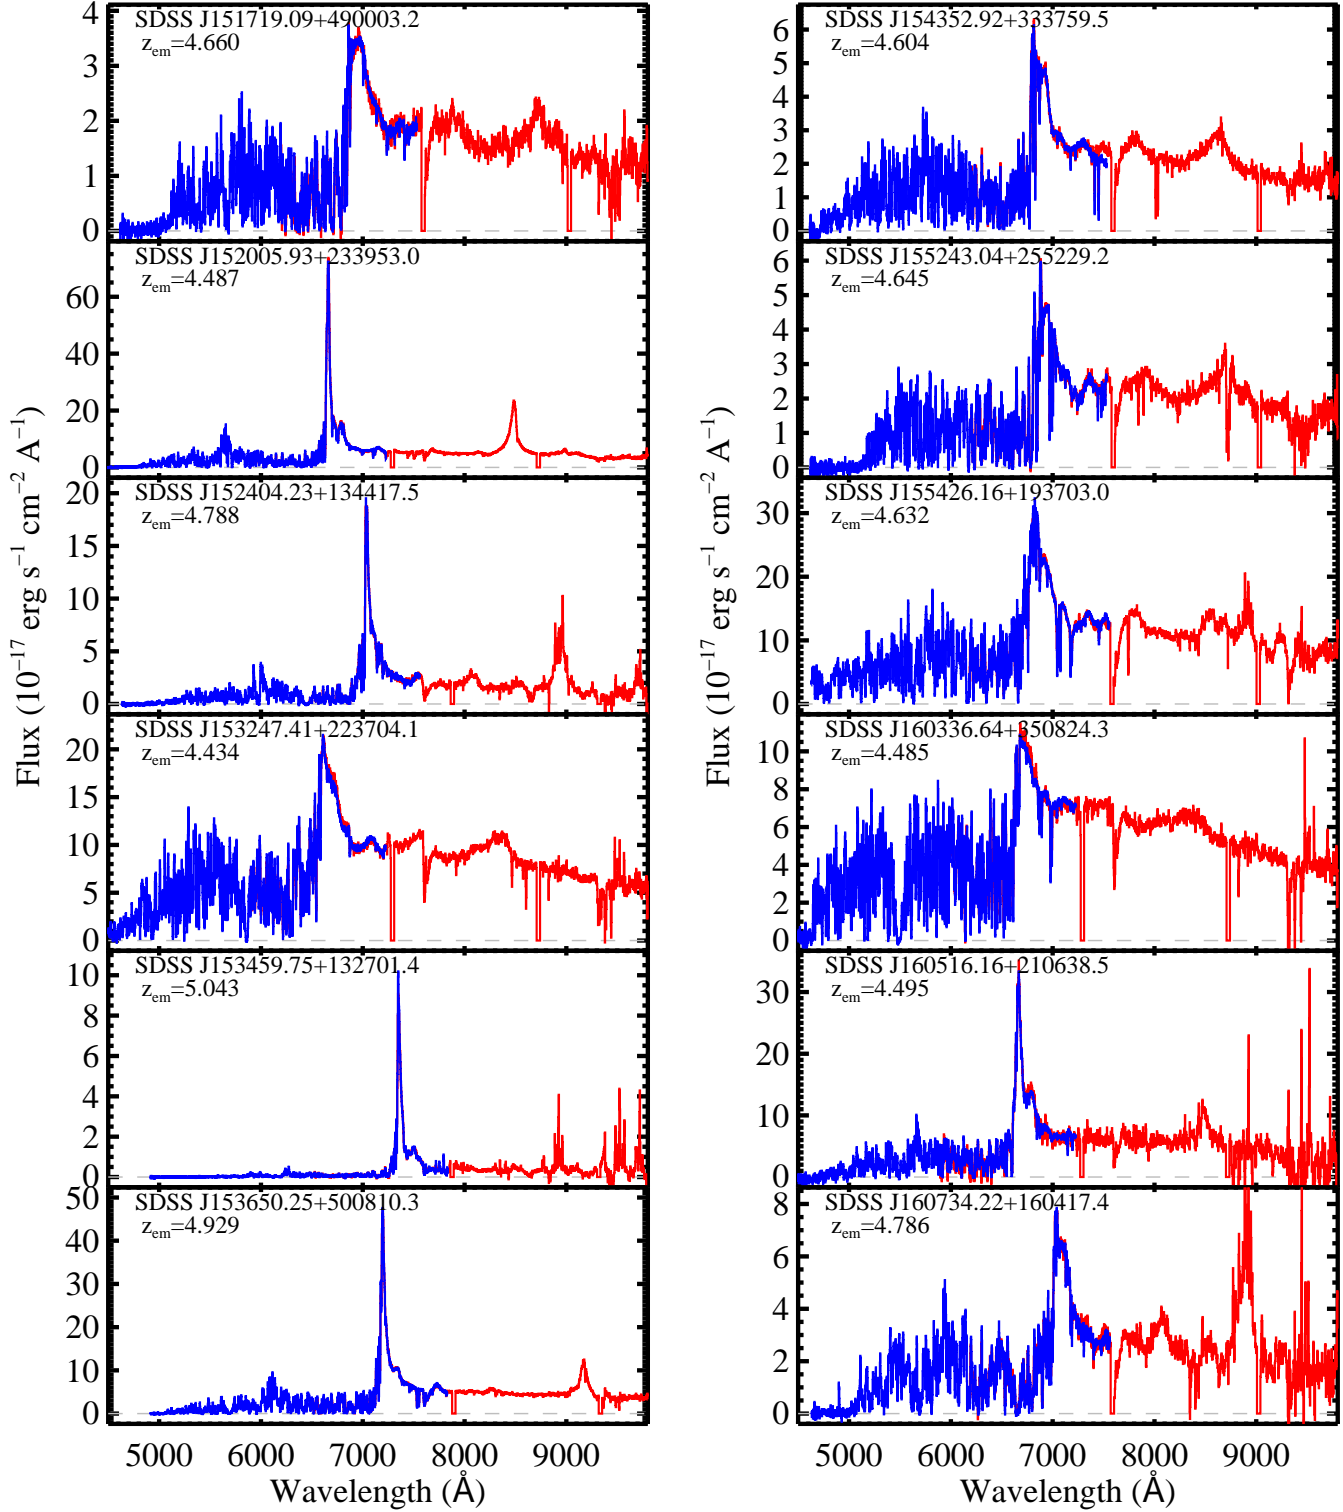 SDSS J151719.09+490003.2
z_em=4.660
4
3
2
1
0
SDSS J152005.93+233953.0
z_em=4.487
60
40
20
0
SDSS J152404.23+134417.5
z_em=4.788
20
15
10
5
0
SDSS J153247.41+223704.1
z_em=4.434
20
15
10
5
0
SDSS J153459.75+132701.4
z_em=5.043
10
8
6
4
2
0
SDSS J153650.25+500810.3
z_em=4.929
50
40
30
20
10
0
5000 6000 7000 8000 9000
Wavelength (Å)
Flux (10⁻¹⁷ erg s⁻¹ cm⁻² A⁻¹)
SDSS J154352.92+333759.5
z_em=4.604
6
5
4
3
2
1
0
SDSS J155243.04+255229.2
z_em=4.645
6
5
4
3
2
1
0
SDSS J155426.16+193703.0
z_em=4.632
30
20
10
0
SDSS J160336.64+350824.3
z_em=4.485
10
8
6
4
2
0
SDSS J160516.16+210638.5
z_em=4.495
30
20
10
0
SDSS J160734.22+160417.4
z_em=4.786
8
6
4
2
0
5000 6000 7000 8000 9000
Wavelength (Å)
Flux (10⁻¹⁷ erg s⁻¹ cm⁻² A⁻¹)